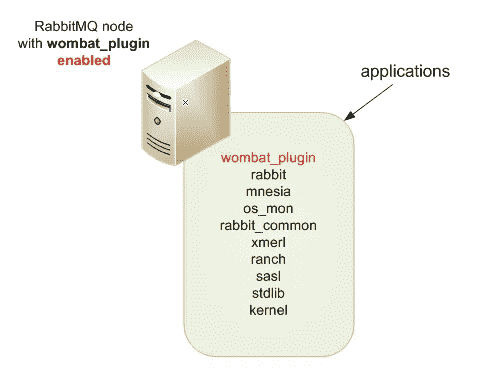 RabbitMQ node
with wombat_plugin
enabled
applications
wombat_plugin
rabbit
mnesia
os_mon
rabbit_common
xmerl
ranch
sasl
stdlib
kernel